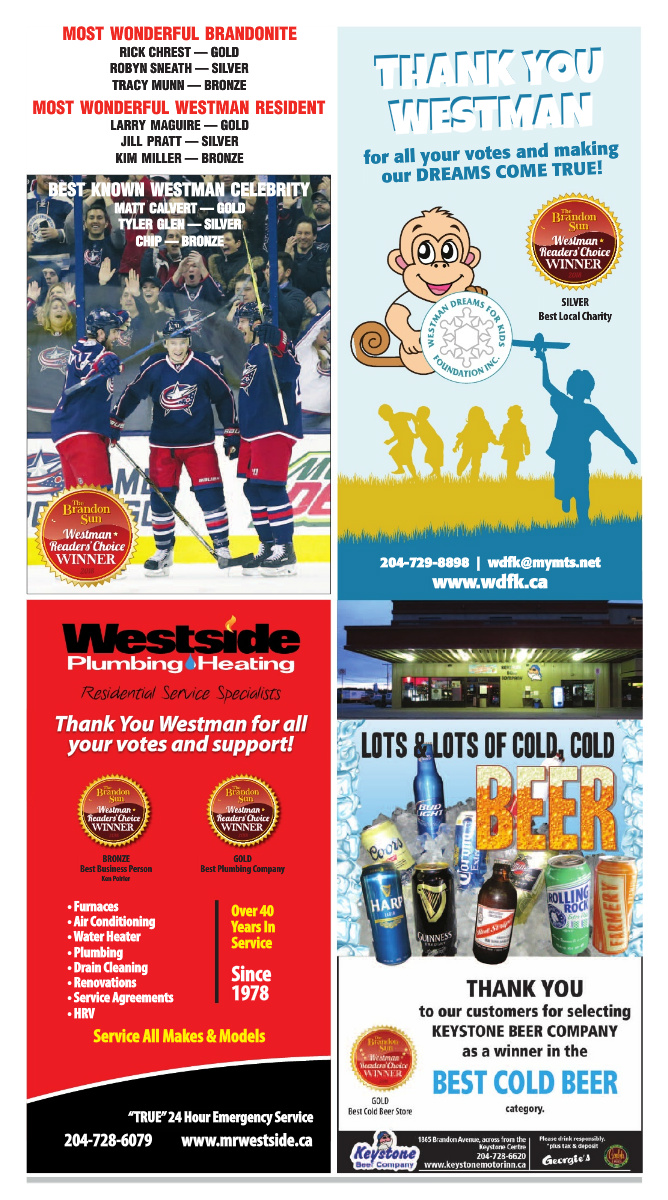 MOST WONDERFUL BRANDONITE
RICK CHREST — GOLD
ROBYN SNEATH — SILVER
TRACY MUNN — BRONZE
MOST WONDERFUL WESTMAN RESIDENT
LARRY MAGUIRE — GOLD
JILL PRATT — SILVER
KIM MILLER — BRONZE
BEST KNOWN WESTMAN CELEBRITY
MATT CALVERT — GOLD
TYLER GLEN — SILVER
CHIP — BRONZE
The
Brandon
Sun
Westman
Readers' Choice
WINNER
THANK YOU
WESTMAN
for all your votes and making
our DREAMS COME TRUE!
The
Brandon
Sun
Westman
Readers' Choice
WINNER
SILVER
Best Local Charity
WESTMAN DREAMS FOR KIDS
FOUNDATION INC.
204-729-8898 | wdfk@mymts.net
www.wdfk.ca
Westside
Plumbing Heating
Residential Service Specialists
Thank You Westman for all
your votes and support!
The
Brandon
Sun
Westman
Readers' Choice
WINNER
BRONZE
Best Business Person
The
Brandon
Sun
Westman
Readers' Choice
WINNER
GOLD
Best Plumbing Company
• Furnaces
• Air Conditioning
• Water Heater
• Plumbing
• Drain Cleaning
• Renovations
• Service Agreements
• HRV
Over 40
Years In
Service
Since
1978
Service All Makes & Models
"TRUE" 24 Hour Emergency Service
204-728-6079 www.mrwestside.ca
LOTS & LOTS OF COLD, COLD
BEER
BUD
LIGHT
Coors
Corona
Extra
HARP
GUINNESS
Red Stripe
ROLLING
ROCK
FARMERY
THANK YOU
to our customers for selecting
KEYSTONE BEER COMPANY
as a winner in the
BEST COLD BEER
category.
The
Brandon
Sun
Westman
Readers' Choice
WINNER
GOLD
Best Cold Beer Store
Keystone
Beer Company
1865 Brandon Avenue, across from the
Keystone Centre
204-728-6620
www.keystonemotorinn.ca
Please drink responsibly.
*plus tax & deposit
Georgie's